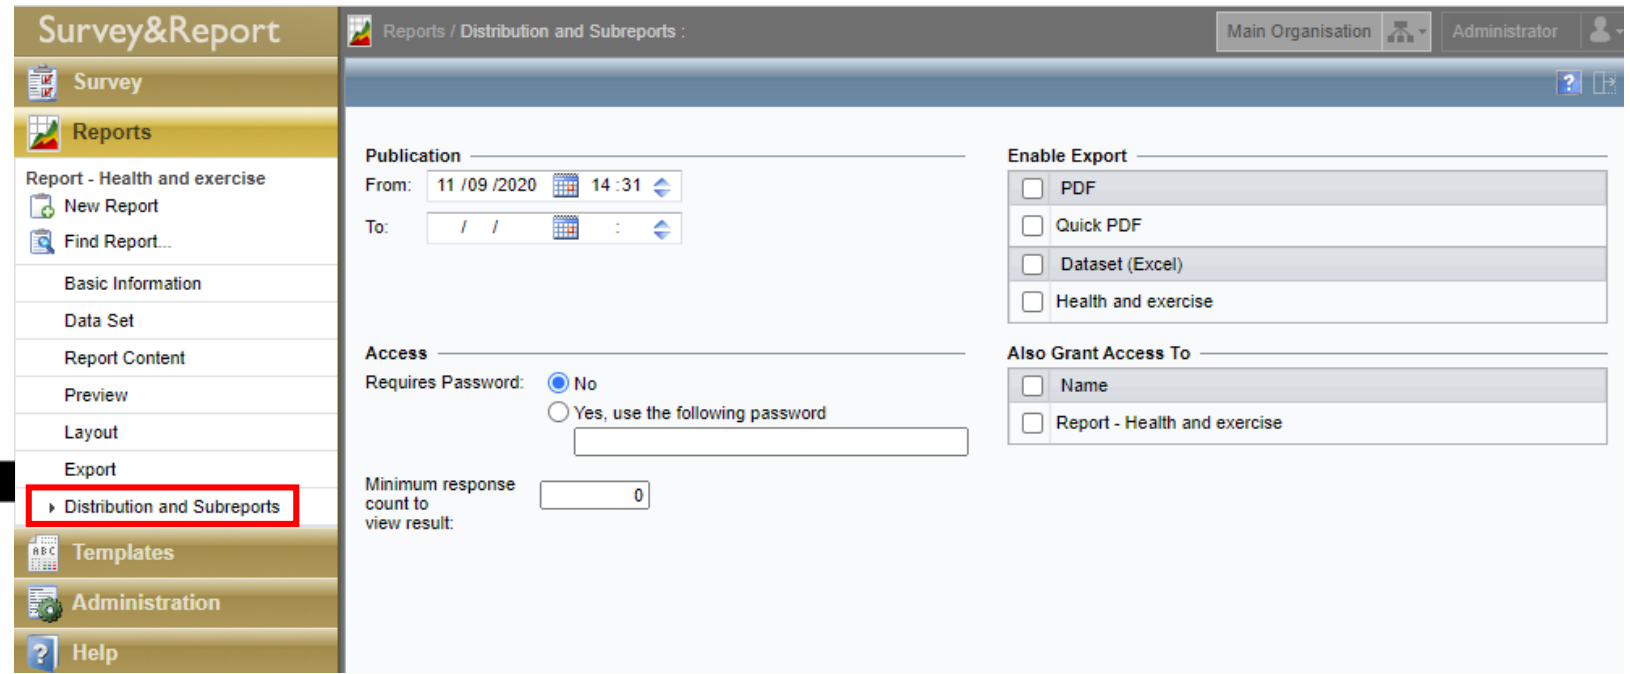 Survey&Report
Reports / Distribution and Subreports :
Main Organisation
Administrator
Survey
Reports
Report - Health and exercise
New Report
Find Report...
Basic Information
Data Set
Report Content
Preview
Layout
Export
Distribution and Subreports
Templates
Administration
Help
?
Publication
From: 11 /09 /2020 14 :31
To: / / :
Access
Requires Password: No
Yes, use the following password
Minimum response
count to
view result:
0
Enable Export
PDF
Quick PDF
Dataset (Excel)
Health and exercise
Also Grant Access To
Name
Report - Health and exercise
ABC
?